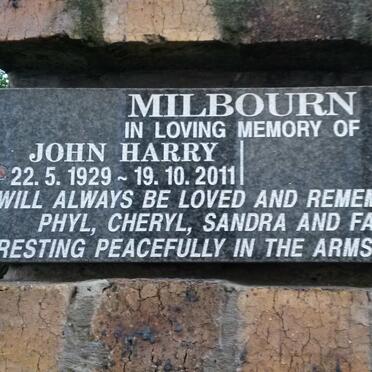 MILBOURN
IN LOVING MEMORY OF
JOHN HARRY
22. 5. 1929 ~ 19. 10. 2011
WILL ALWAYS BE LOVED AND REMEM
PHYL, CHERYL, SANDRA AND FA
RESTING PEACEFULLY IN THE ARMS